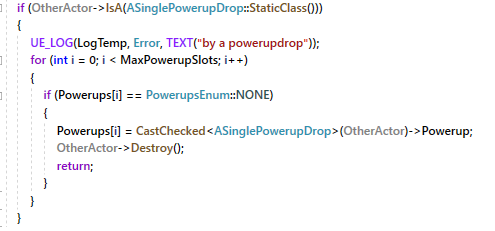 if (OtherActor->IsA(ASinglePowerupDrop::StaticClass()))
{
UE_LOG(LogTemp, Error, TEXT("by a powerupdrop"));
for (int i = 0; i < MaxPowerupSlots; i++)
{
if (Powerups[i] == PowerupsEnum::NONE)
{
Powerups[i] = CastChecked<ASinglePowerupDrop>(OtherActor)->Powerup;
OtherActor->Destroy();
return;
}
}
}